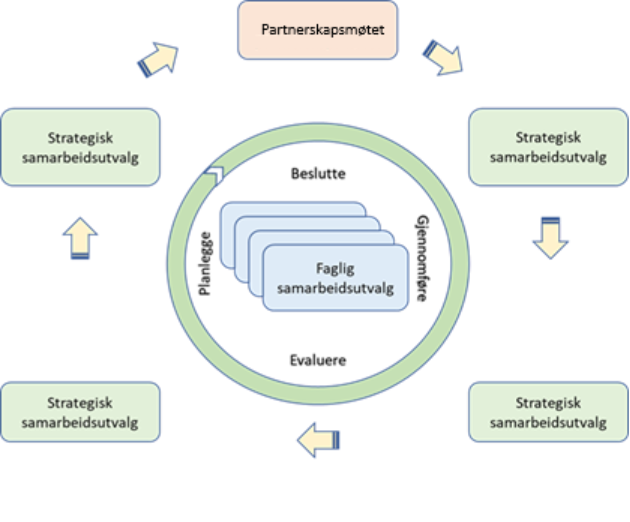 Partnerskapsmøtet
Strategisk
samarbeidsutvalg
Strategisk
samarbeidsutvalg
Beslutte
Planlegge
Gjennomføre
Faglig
samarbeidsutvalg
Evaluere
Strategisk
samarbeidsutvalg
Strategisk
samarbeidsutvalg